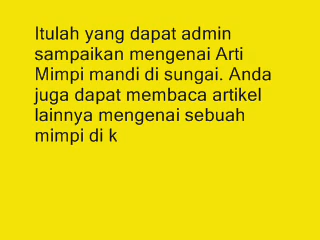 Itulah yang dapat admin
sampaikan mengenai Arti
Mimpi mandi di sungai. Anda
juga dapat membaca artikel
lainnya mengenai sebuah
mimpi di k